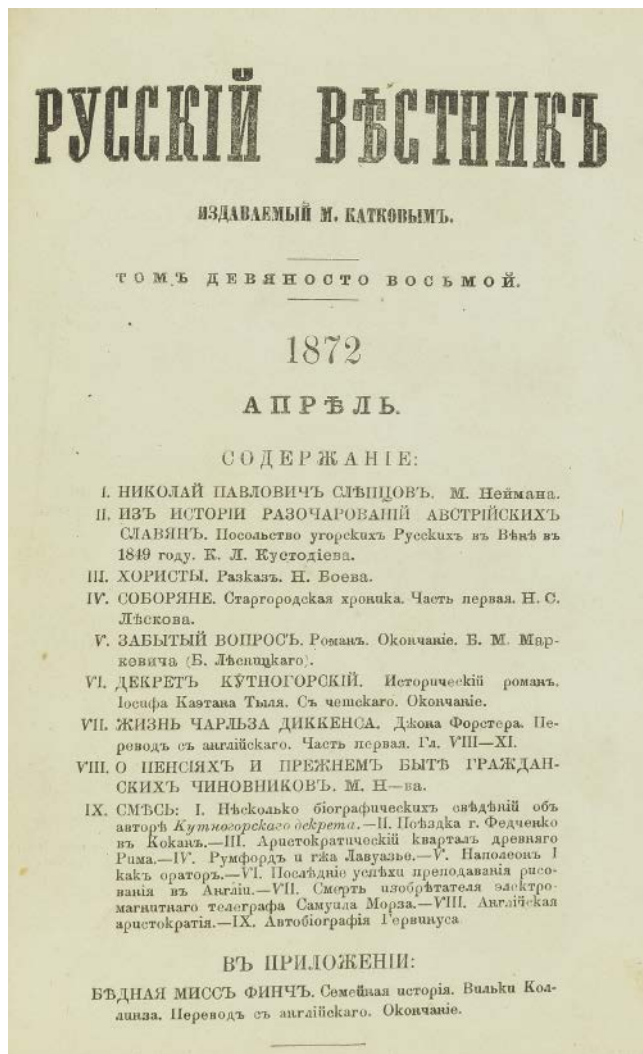 РУССКІЙ ВѢСТНИКЪ
ИЗДАВАЕМЫЙ М. КАТКОВЫМЪ.
ТОМЪ ДЕВЯНОСТО ВОСЬМОЙ.
1872
АПРѢЛЬ.
СОДЕРЖАНІЕ:
I. НИКОЛАЙ ПАВЛОВИЧЪ СЛѢПЦОВЪ. М. Неймана.
II. ИЗЪ ИСТОРІИ РАЗОЧАРОВАНІЙ АВСТРІЙСКИХЪ
СЛАВЯНЪ. Посольство угорскихъ Русскихъ въ Вѣнѣ въ
1849 году. К. Л. Кустодіева.
III. ХОРИСТЫ. Разказъ. Н. Боева.
IV. СОБОРЯНЕ. Старгородская хроника. Часть первая. Н. С.
Лѣскова.
V. ЗАБЫТЫЙ ВОПРОСЪ. Романъ. Окончаніе. Б. М. Мар-
кевича (Б. Лѣсницкаго).
VI. ДЕКРЕТЪ КУТНОГОРСКІЙ. Историческій романъ.
Іосифа Каэтана Тыля. Съ чешскаго. Окончаніе.
VII. ЖИЗНЬ ЧАРЛЬЗА ДИККЕНСА. Джона Форстера. Пе-
реводъ съ англійскаго. Часть первая. Гл. VIII—XI.
VIII. О ПЕНСІЯХЪ И ПРЕЖНЕМЪ БЫТѢ ГРАЖДАН-
СКИХЪ ЧИНОВНИКОВЪ. М. Н—ва.
IX. СМѢСЬ: I. Нѣсколько біографическихъ свѣдѣній объ
авторѣ Кутногорскаго декрета.—II. Поѣздка г. Федченко
въ Коканъ.—III. Аристократическій кварталъ древняго
Рима.—IV. Румфордъ и гжа Лавуазье.—V. Наполеонъ I
какъ ораторъ.—VI. Послѣдніе успѣхи преподаванія рисо-
ванія въ Англіи.—VII. Смерть изобрѣтателя электро-
магнитнаго телеграфа Самуила Морза.—VIII. Англійская
аристократія.—IX. Автобіографія Гервинуса
ВЪ ПРИЛОЖЕНІИ:
БѢДНАЯ МИССЪ ФИНЧЪ. Семейная исторія. Вильки Кол-
линза. Переводъ съ англійскаго. Окончаніе.